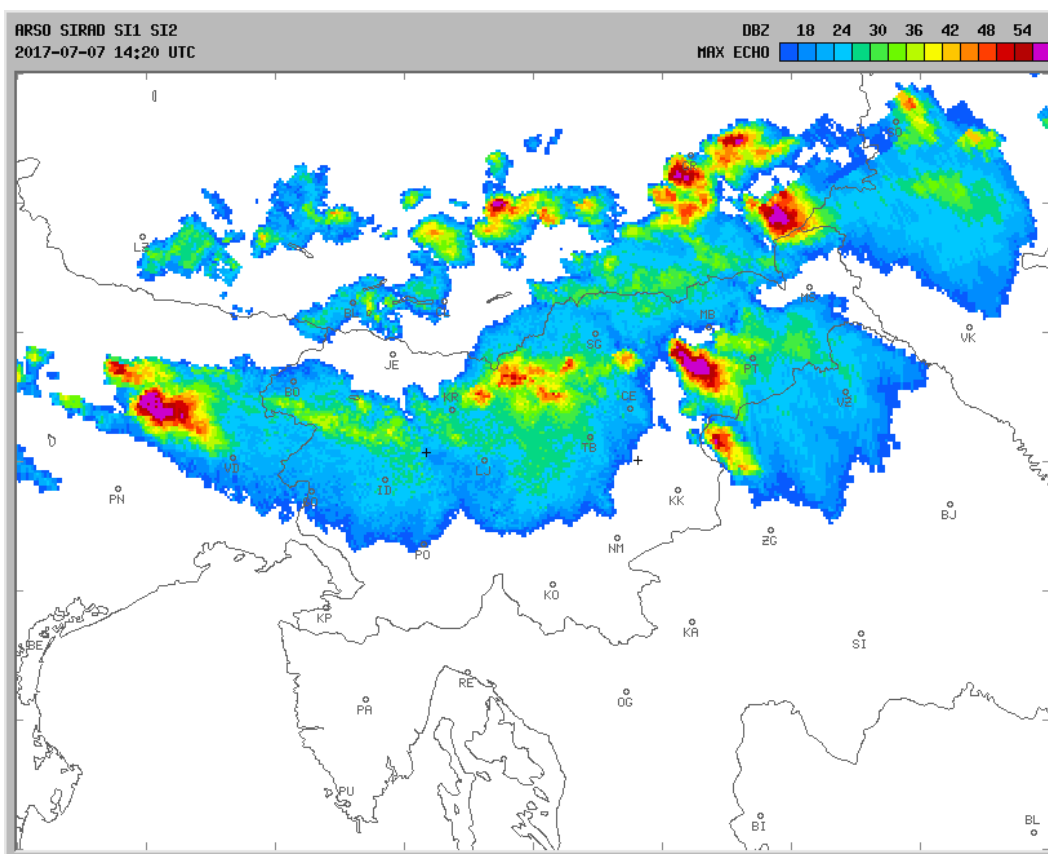 ARSO SIRAD SI1 SI2
DBZ 18 24 30 36 42 48 54
2017-07-07 14:20 UTC
MAX ECHO
LZ
MB
VK
JE
SG
PT
BO
KR
CE
VZ
TB
LJ
VD
ID
PN
KK
BJ
PO
NM
ZG
KO
KP
KA
BE
SI
RE
PA
OG
PU
BI
BL